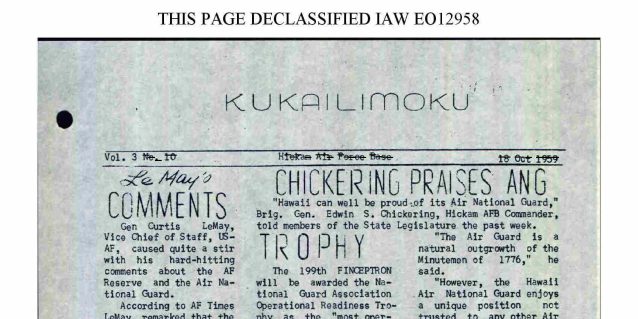 THIS PAGE DECLASSIFIED IAW EO12958
KUKAILIMOKU
Vol. 3 No. 10 Hickam Air Force Base 18 Oct 1959
Le May's
COMMENTS
Gen Curtis LeMay,
Vice Chief of Staff, US-
AF, caused quite a stir
with his hard-hitting
comments about the AF
Reserve and the Air Na-
tional Guard.
According to AF Times
LeMay remarked that the
CHICKERING PRAISES ANG
"Hawaii can well be proud of its Air National Guard,"
Brig. Gen. Edwin S. Chickering, Hickam AFB Commander,
told members of the State Legislature the past week.
TROPHY
The 199th FINCEPTRON
will be awarded the Na-
tional Guard Association
Operational Readiness Tro-
phy as the "most oper-
"The Air Guard is a
natural outgrowth of the
Minutemen of 1776," he
said.
"However, the Hawaii
Air National Guard enjoys
a unique position not
trusted to any other Air